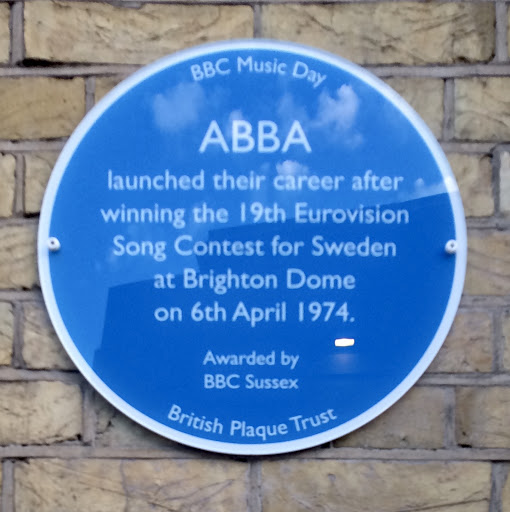 BBC Music Day
ABBA
launched their career after
winning the 19th Eurovision
Song Contest for Sweden
at Brighton Dome
on 6th April 1974.
Awarded by
BBC Sussex
British Plaque Trust